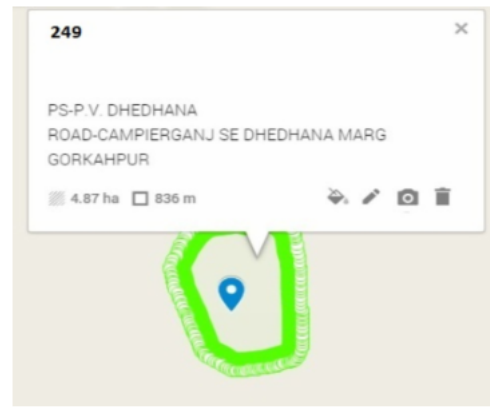 249
PS-P.V. DHEDHANA
ROAD-CAMPIERGANJ SE DHEDHANA MARG
GORKAHPUR
4.87 ha 836 m